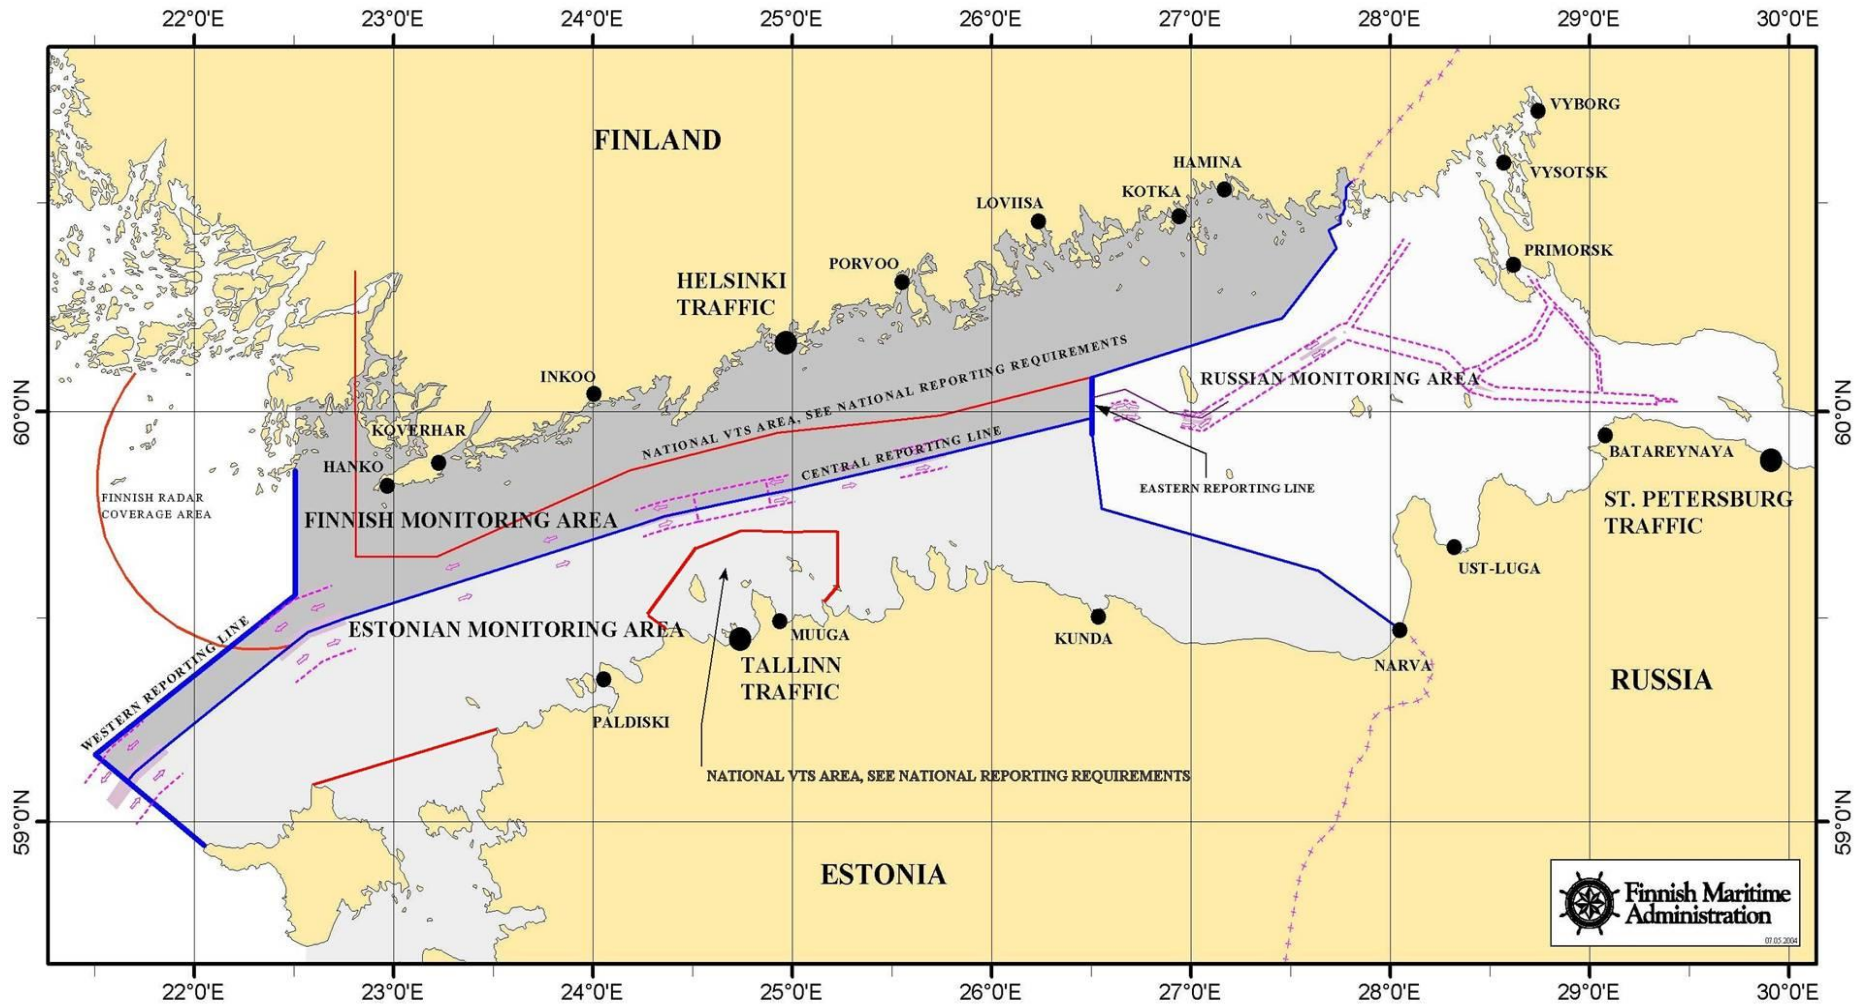 22°0'E 23°0'E 24°0'E 25°0'E 26°0'E 27°0'E 28°0'E 29°0'E 30°0'E
VYBORG
FINLAND
HAMINA
VYSOTSK
KOTKA
LOVIISA
PRIMORSK
PORVOO
HELSINKI
TRAFFIC
INKOO
NATIONAL VTS AREA, SEE NATIONAL REPORTING REQUIREMENTS
RUSSIAN MONITORING AREA
60°0'N
60°0'N
KOVERHAR
CENTRAL REPORTING LINE
BATAREYNAYA
HANKO
EASTERN REPORTING LINE
FINNISH RADAR
COVERAGE AREA
ST. PETERSBURG
TRAFFIC
FINNISH MONITORING AREA
UST-LUGA
WESTERN REPORTING LINE
ESTONIAN MONITORING AREA
MUUGA
KUNDA
NARVA
TALLINN
TRAFFIC
RUSSIA
PALDISKI
NATIONAL VTS AREA, SEE NATIONAL REPORTING REQUIREMENTS
59°0'N
59°0'N
ESTONIA
Finnish Maritime
Administration
07.05.2004
22°0'E 23°0'E 24°0'E 25°0'E 26°0'E 27°0'E 28°0'E 29°0'E 30°0'E